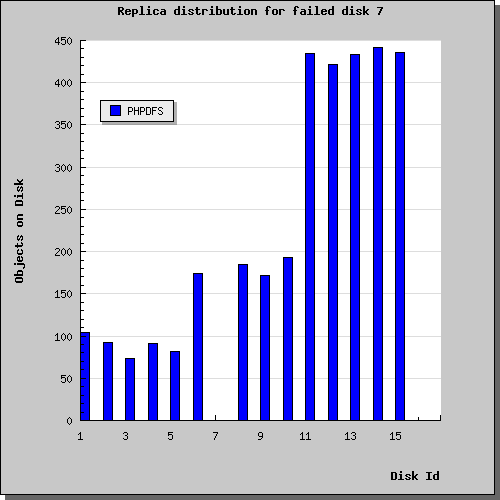 Replica distribution for failed disk 7
Objects on Disk
450
400
350
300
250
200
150
100
50
0
PHPDFS
1 3 5 7 9 11 13 15
Disk Id